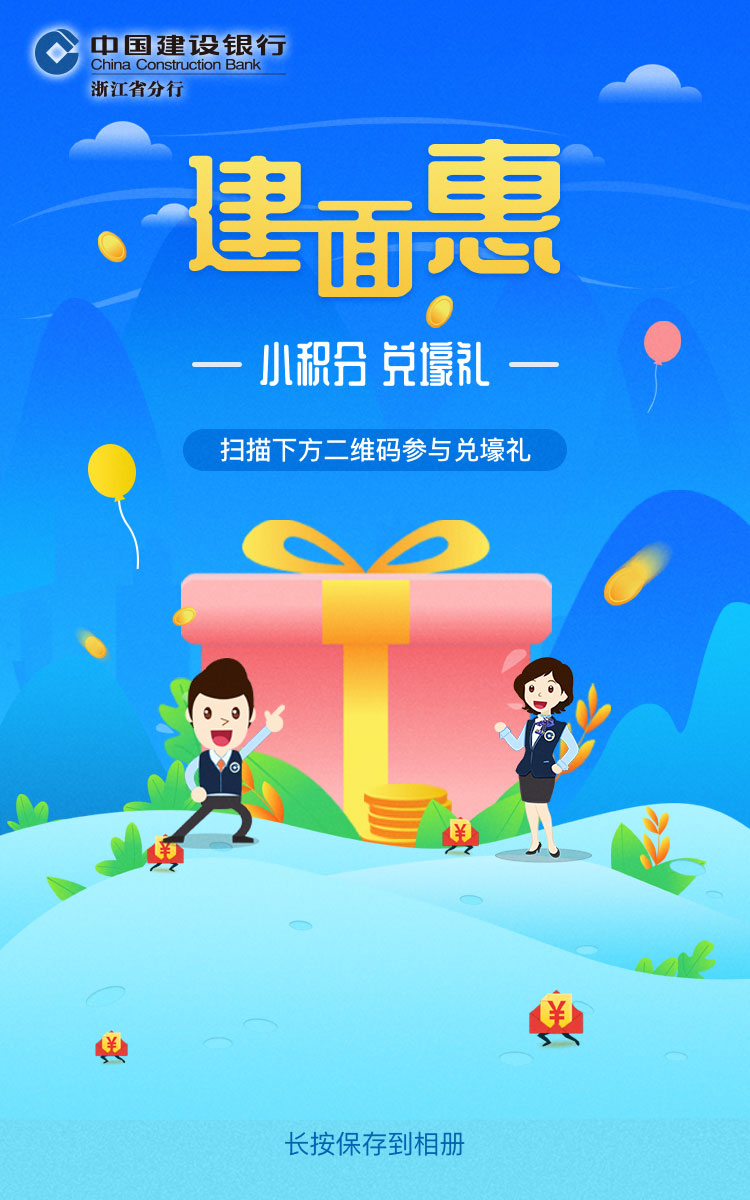 中国建设银行
China Construction Bank
浙江省分行
建面惠
小积分 兑壕礼
扫描下方二维码参与兑壕礼
¥
¥
¥
¥
长按保存到相册